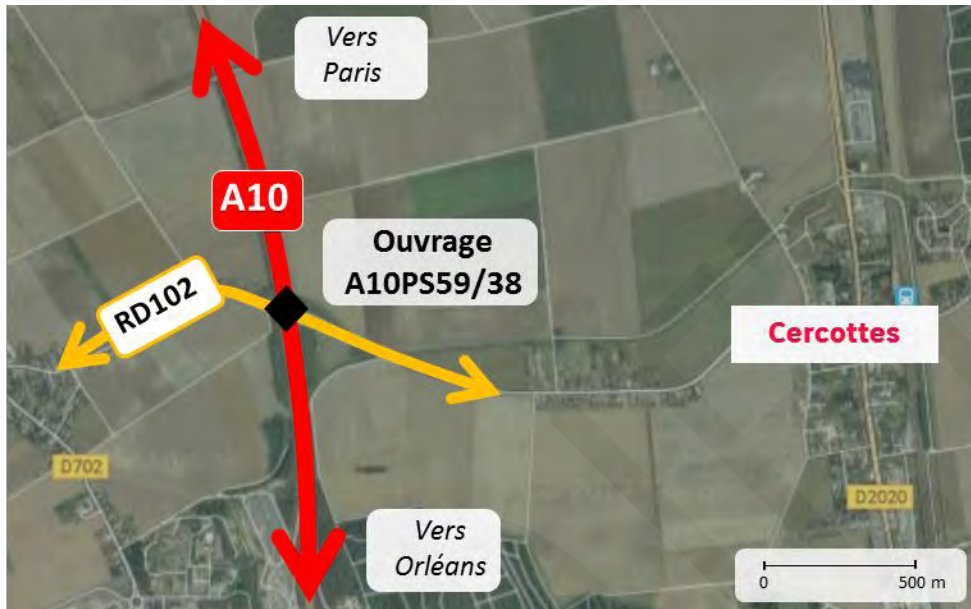 Vers
Paris
A10
Ouvrage
A10PS59/38
RD102
Cercottes
D702
D2020
Vers
Orléans
0 500 m